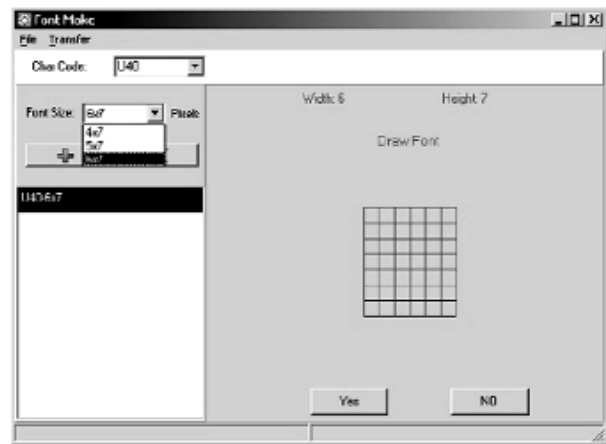 Font Make
File Transfer
Char Code: U40
Font Size: 6x7 Pixels
4x7
5x7
6x7
U40-6x7
Width: 6 Height: 7
Draw Font
Yes NO